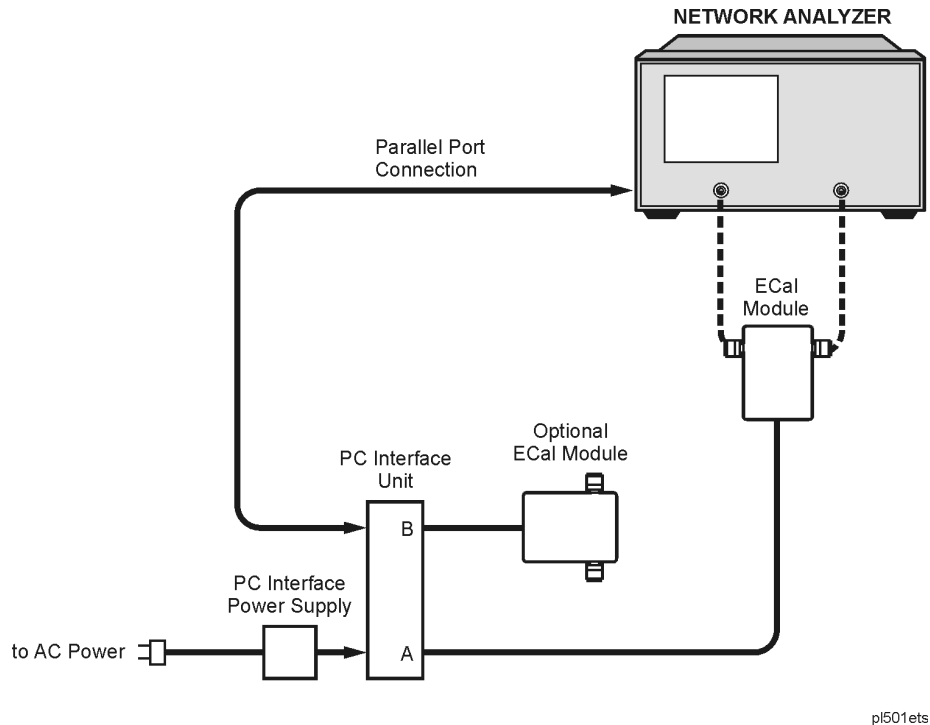 NETWORK ANALYZER
Parallel Port
Connection
ECal
Module
Optional
ECal Module
PC Interface
Unit
B
PC Interface
Power Supply
to AC Power
A
pl501ets